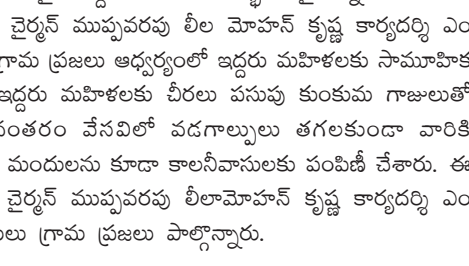 చైర్మన్ ముప్పవరపు లీల మోహన్ కృష్ణ కార్యదర్శి ఎం
గ్రామ ప్రజలు ఆధ్వర్యంలో ఇద్దరు మహిళలకు సామూహిక
ఇద్దరు మహిళలకు చీరలు పసుపు కుంకుమ గాజులుతో
నంతరం వేసవిలో వడగాల్పులు తగలకుండా వారికి
మందులను కూడా కాలనీవాసులకు పంపిణీ చేశారు. ఈ
చైర్మన్ ముప్పవరపు లీలామోహన్ కృష్ణ కార్యదర్శి ఎం
లు గ్రామ ప్రజలు పాల్గొన్నారు.